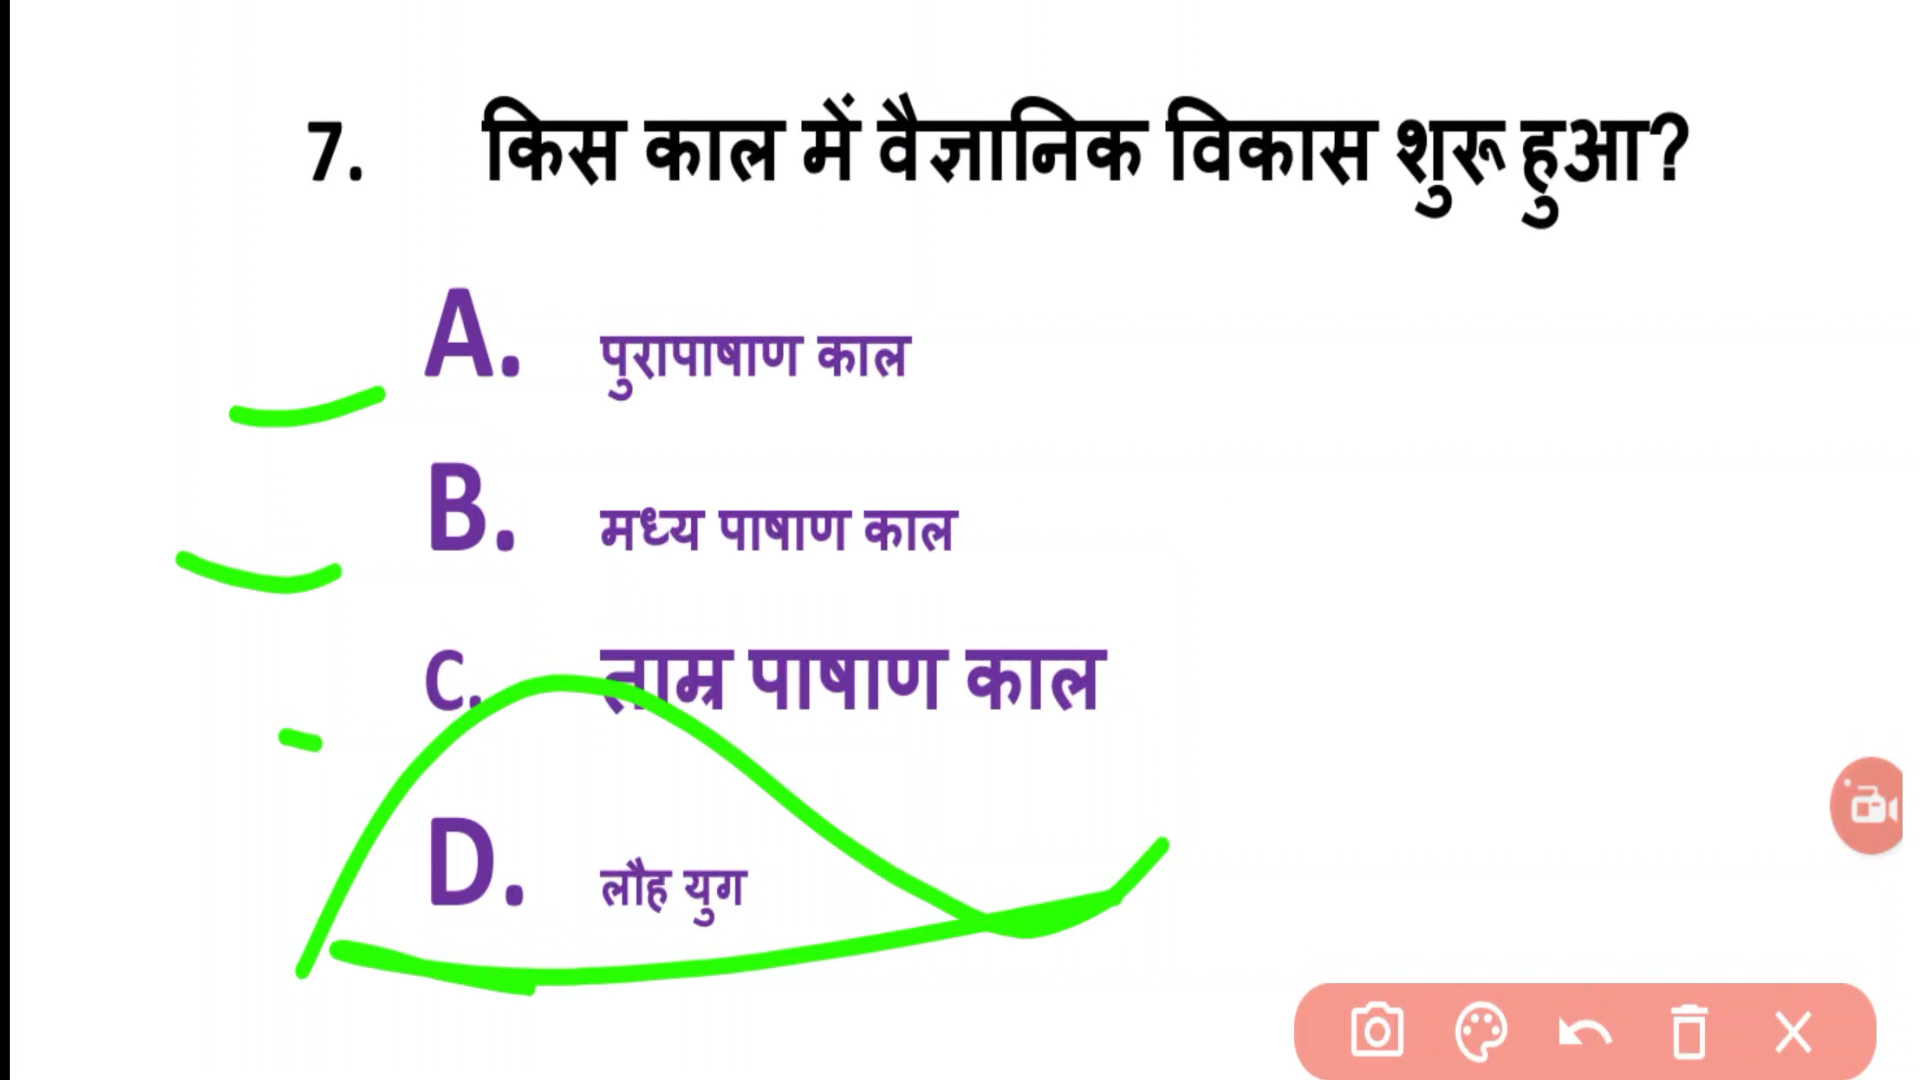 7. किस काल में वैज्ञानिक विकास शुरू हुआ?
A. पुरापाषाण काल
B. मध्य पाषाण काल
C. ताम्र पाषाण काल
D. लौह युग